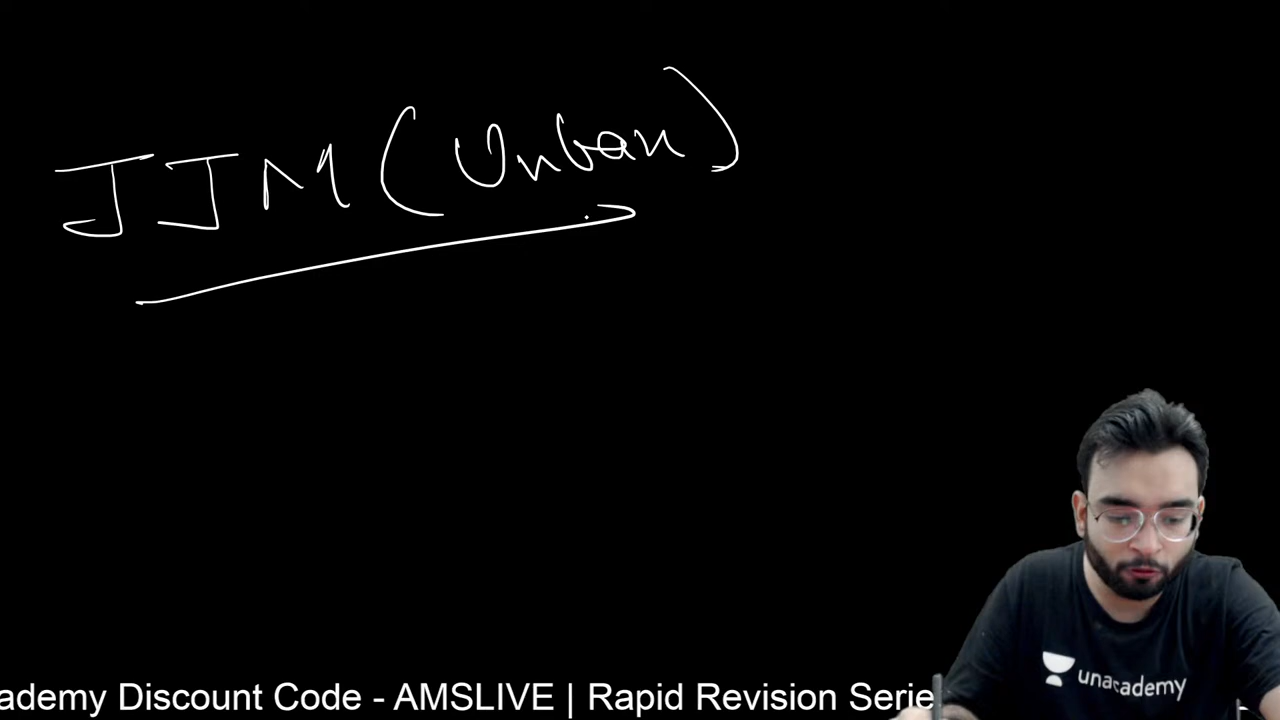 JJM (Urban)
unacademy
ademy Discount Code - AMSLIVE | Rapid Revision Serie